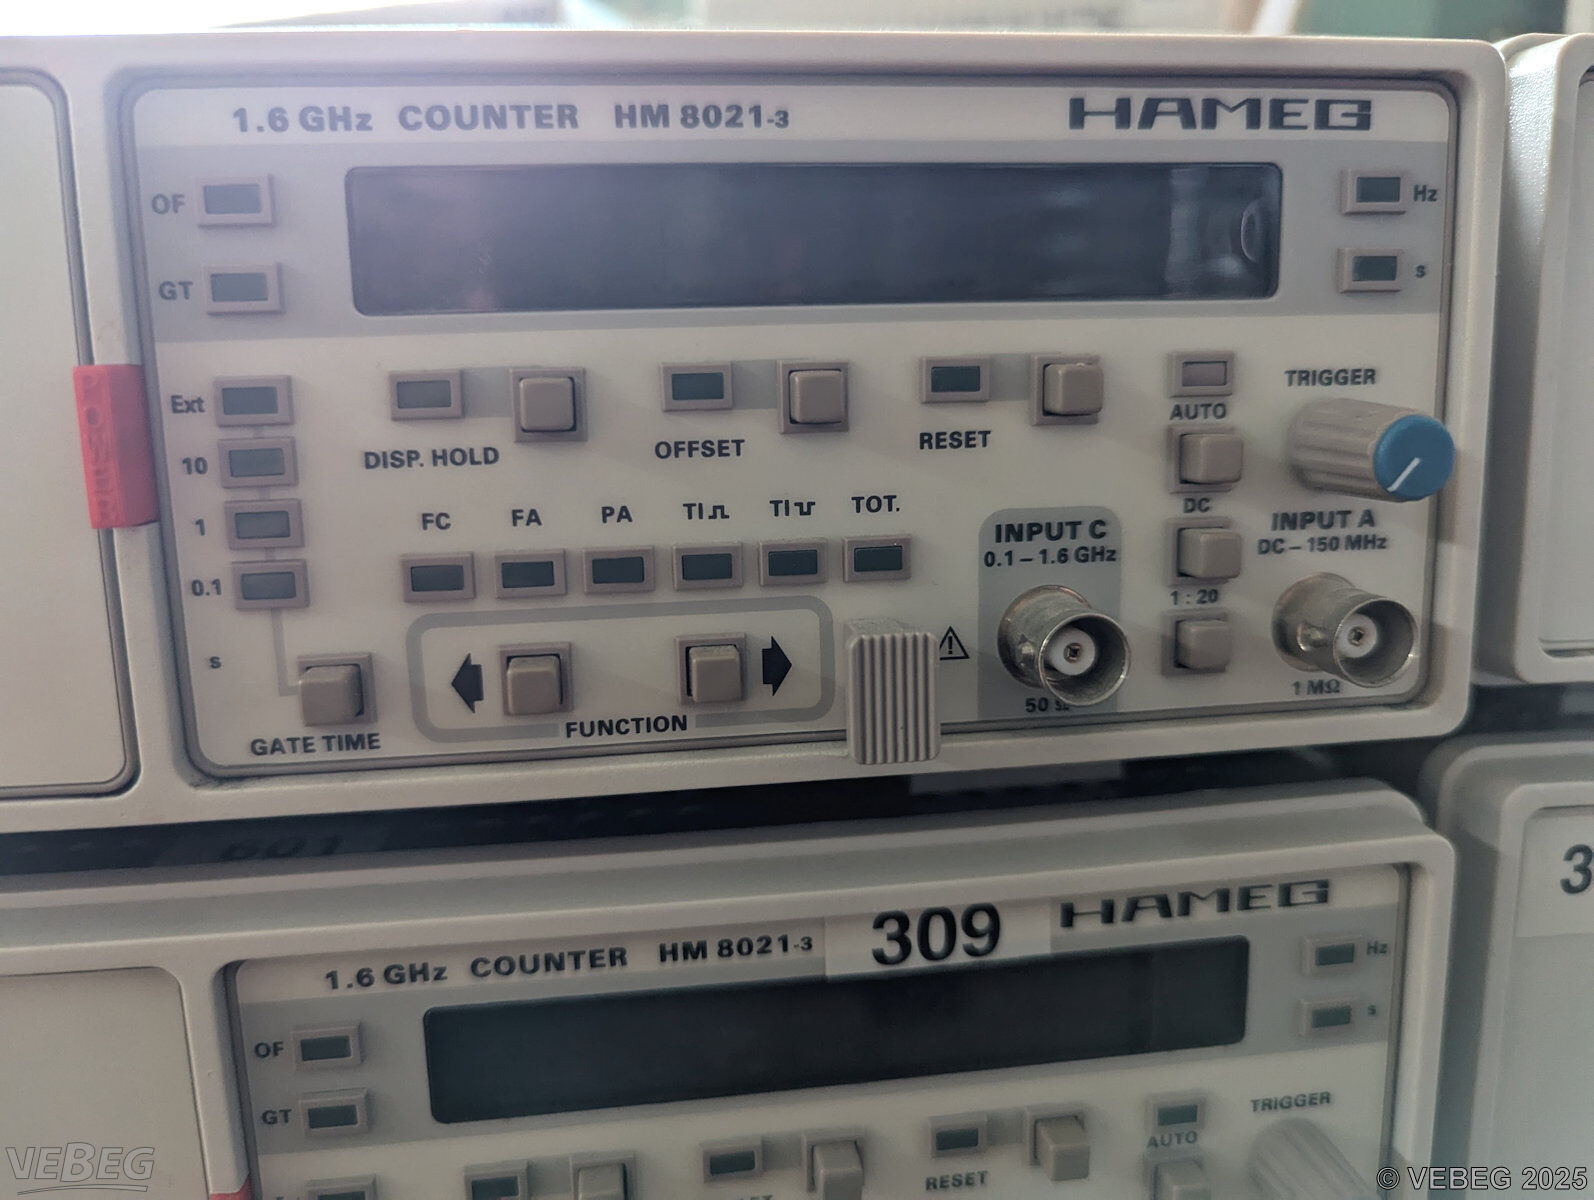 1.6 GHz COUNTER HM 8021-3 HAMEG
OF
Hz
GT
s
Ext
10
1
0.1
s
GATE TIME
DISP. HOLD
OFFSET
RESET
AUTO
TRIGGER
DC
1 : 20
FC FA PA TI TI TOT.
FUNCTION
INPUT C
0.1 – 1.6 GHz
50 Ω
INPUT A
DC – 150 MHz
1 MΩ
1.6 GHz COUNTER HM 8021-3 309 HAMEG
OF
Hz
GT
s
RESET
AUTO
TRIGGER
3
VEBEG
© VEBEG 2025